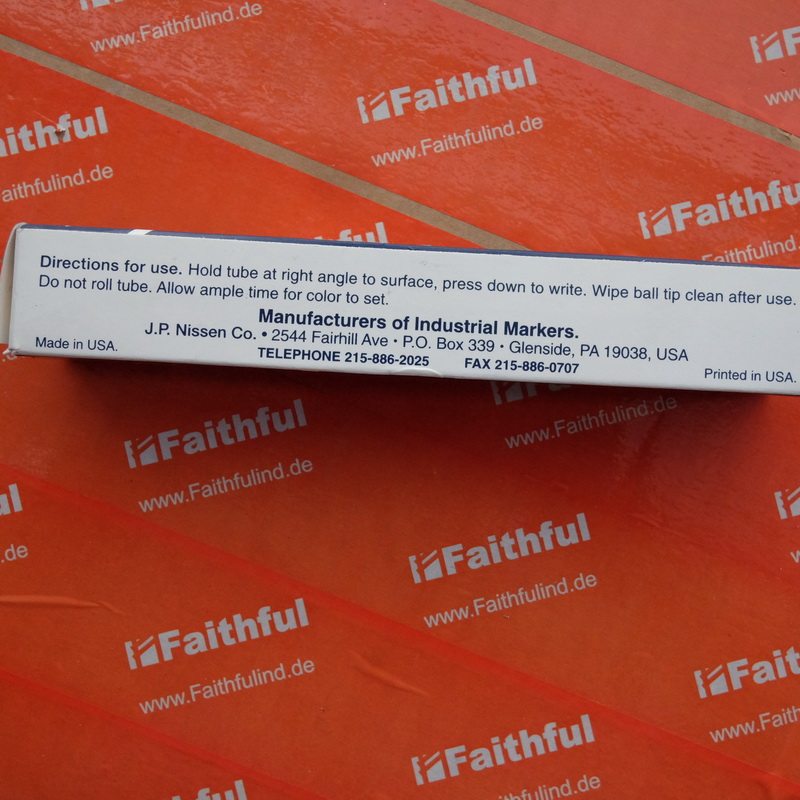 www.Faithfulind.de
Faithful
www.Faithfulind.de
Faithful
www.Faithfulind.de
Faithful
Directions for use. Hold tube at right angle to surface, press down to write. Wipe ball tip clean after use.
Do not roll tube. Allow ample time for color to set.
Manufacturers of Industrial Markers.
J.P. Nissen Co. • 2544 Fairhill Ave • P.O. Box 339 • Glenside, PA 19038, USA
Made in USA.
TELEPHONE 215-886-2025 FAX 215-886-0707
Printed in USA.
Faithful
www.Faithfulind.de
www.Faithfulind.de
Faithful
www.Faithfulind.de
Faithful
www.Faithfulind.de
Faithful
www.Faithfulind.de